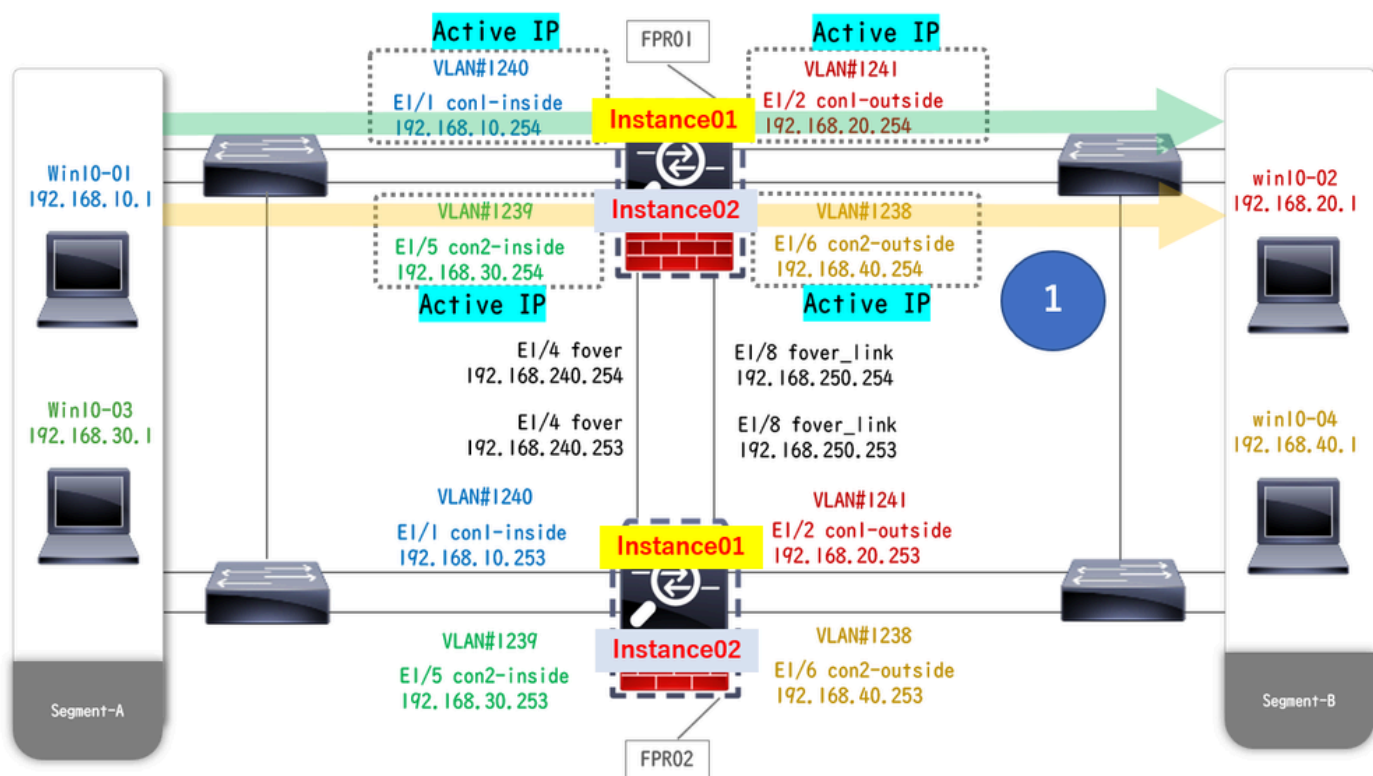 Active IP
FPR01
Active IP
VLAN#1240
VLAN#1241
E1/1 con1-inside
192.168.10.254
Instance01
E1/2 con1-outside
192.168.20.254
Win10-01
192.168.10.1
win10-02
192.168.20.1
VLAN#1239
Instance02
VLAN#1238
E1/5 con2-inside
192.168.30.254
E1/6 con2-outside
192.168.40.254
Active IP
Active IP
1
E1/4 fover
192.168.240.254
E1/8 fover_link
192.168.250.254
Win10-03
192.168.30.1
E1/4 fover
192.168.240.253
E1/8 fover_link
192.168.250.253
win10-04
192.168.40.1
VLAN#1240
VLAN#1241
E1/1 con1-inside
192.168.10.253
Instance01
E1/2 con1-outside
192.168.20.253
VLAN#1239
Instance02
VLAN#1238
E1/5 con2-inside
192.168.30.253
E1/6 con2-outside
192.168.40.253
Segment-A
Segment-B
FPR02